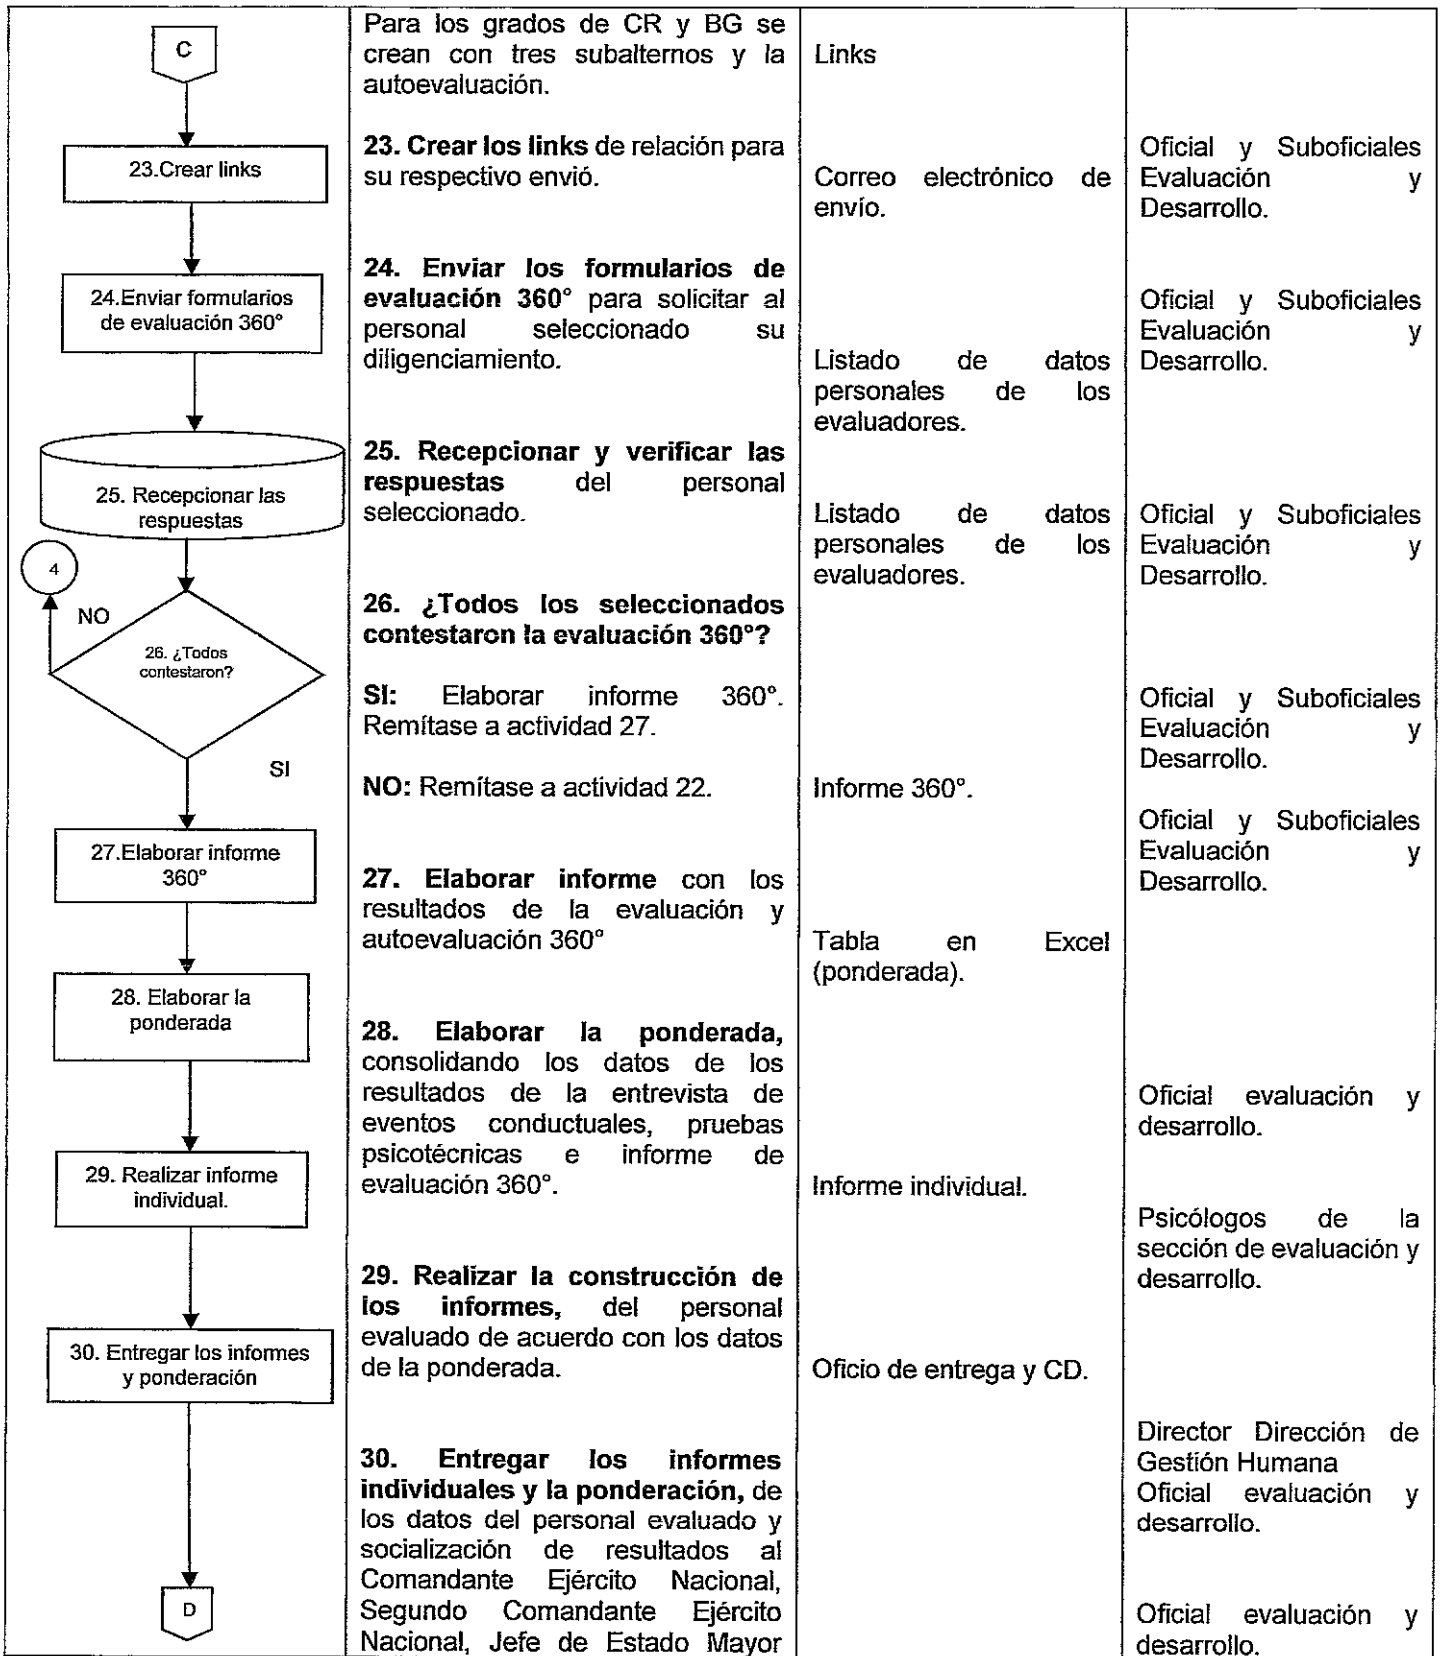 C
23.Crear links
24.Enviar formularios
de evaluación 360°
25. Recepcionar las
respuestas
4
NO
26. ¿Todos
contestaron?
SI
27.Elaborar informe
360°
28. Elaborar la
ponderada
29. Realizar informe
individual.
30. Entregar los informes
y ponderación
D
Para los grados de CR y BG se
crean con tres subalternos y la
autoevaluación.
23. Crear los links de relación para
su respectivo envió.
24. Enviar los formularios de
evaluación 360° para solicitar al
personal seleccionado su
diligenciamiento.
25. Recepcionar y verificar las
respuestas del personal
seleccionado.
26. ¿Todos los seleccionados
contestaron la evaluación 360°?
SI: Elaborar informe 360°.
Remítase a actividad 27.
NO: Remítase a actividad 22.
27. Elaborar informe con los
resultados de la evaluación y
autoevaluación 360°
28. Elaborar la ponderada,
consolidando los datos de los
resultados de la entrevista de
eventos conductuales, pruebas
psicotécnicas e informe de
evaluación 360°.
29. Realizar la construcción de
los informes, del personal
evaluado de acuerdo con los datos
de la ponderada.
30. Entregar los informes
individuales y la ponderación, de
los datos del personal evaluado y
socialización de resultados al
Comandante Ejército Nacional,
Segundo Comandante Ejército
Nacional, Jefe de Estado Mayor
Links
Correo electrónico de
envío.
Listado de datos
personales de los
evaluadores.
Listado de datos
personales de los
evaluadores.
Informe 360°.
Tabla en Excel
(ponderada).
Informe individual.
Oficio de entrega y CD.
Oficial y Suboficiales
Evaluación y
Desarrollo.
Oficial y Suboficiales
Evaluación y
Desarrollo.
Oficial y Suboficiales
Evaluación y
Desarrollo.
Oficial y Suboficiales
Evaluación y
Desarrollo.
Oficial y Suboficiales
Evaluación y
Desarrollo.
Oficial evaluación y
desarrollo.
Psicólogos de la
sección de evaluación y
desarrollo.
Director Dirección de
Gestión Humana
Oficial evaluación y
desarrollo.
Oficial evaluación y
desarrollo.